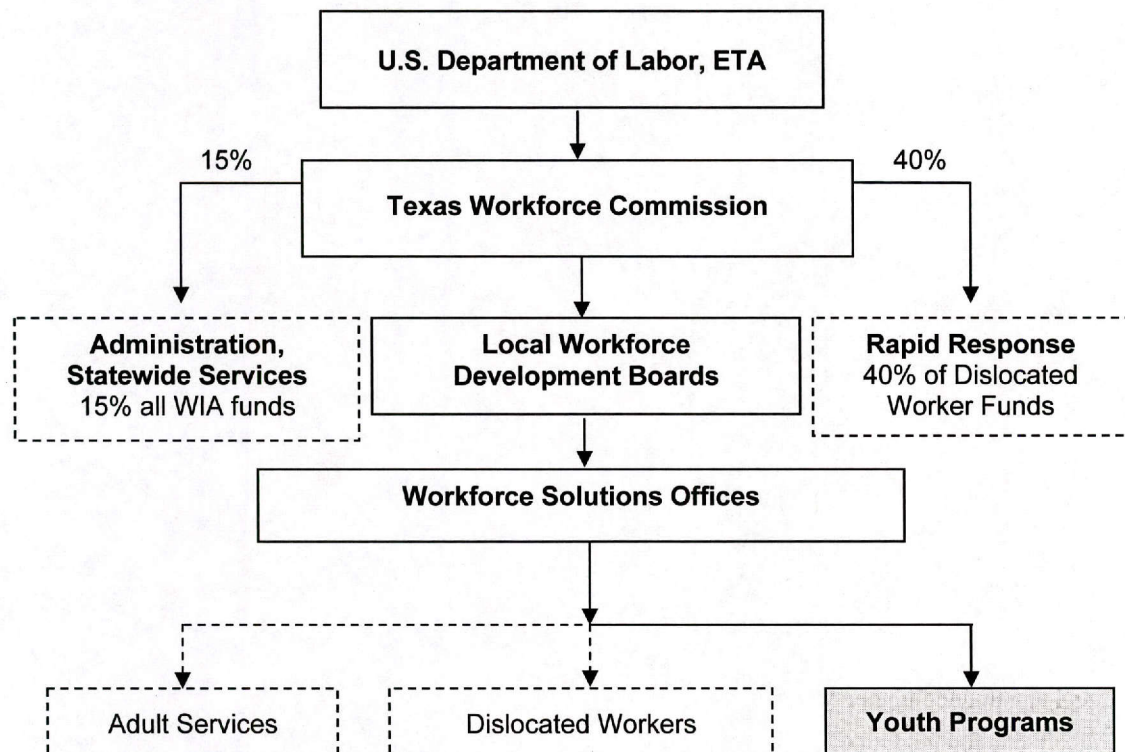 U.S. Department of Labor, ETA
15%
40%
Texas Workforce Commission
Administration,
Statewide Services
15% all WIA funds
Local Workforce
Development Boards
Rapid Response
40% of Dislocated
Worker Funds
Workforce Solutions Offices
Adult Services
Dislocated Workers
Youth Programs